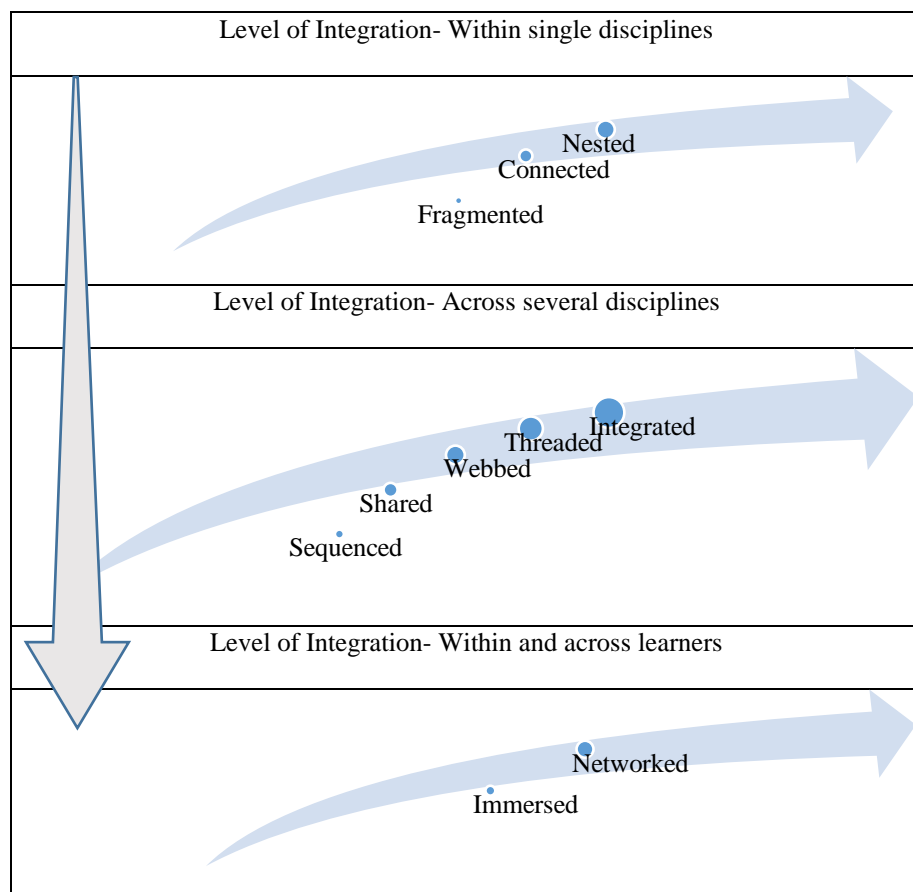 Level of Integration- Within single disciplines
Nested
Connected
Fragmented
Level of Integration- Across several disciplines
Integrated
Threaded
Webbed
Shared
Sequenced
Level of Integration- Within and across learners
Networked
Immersed